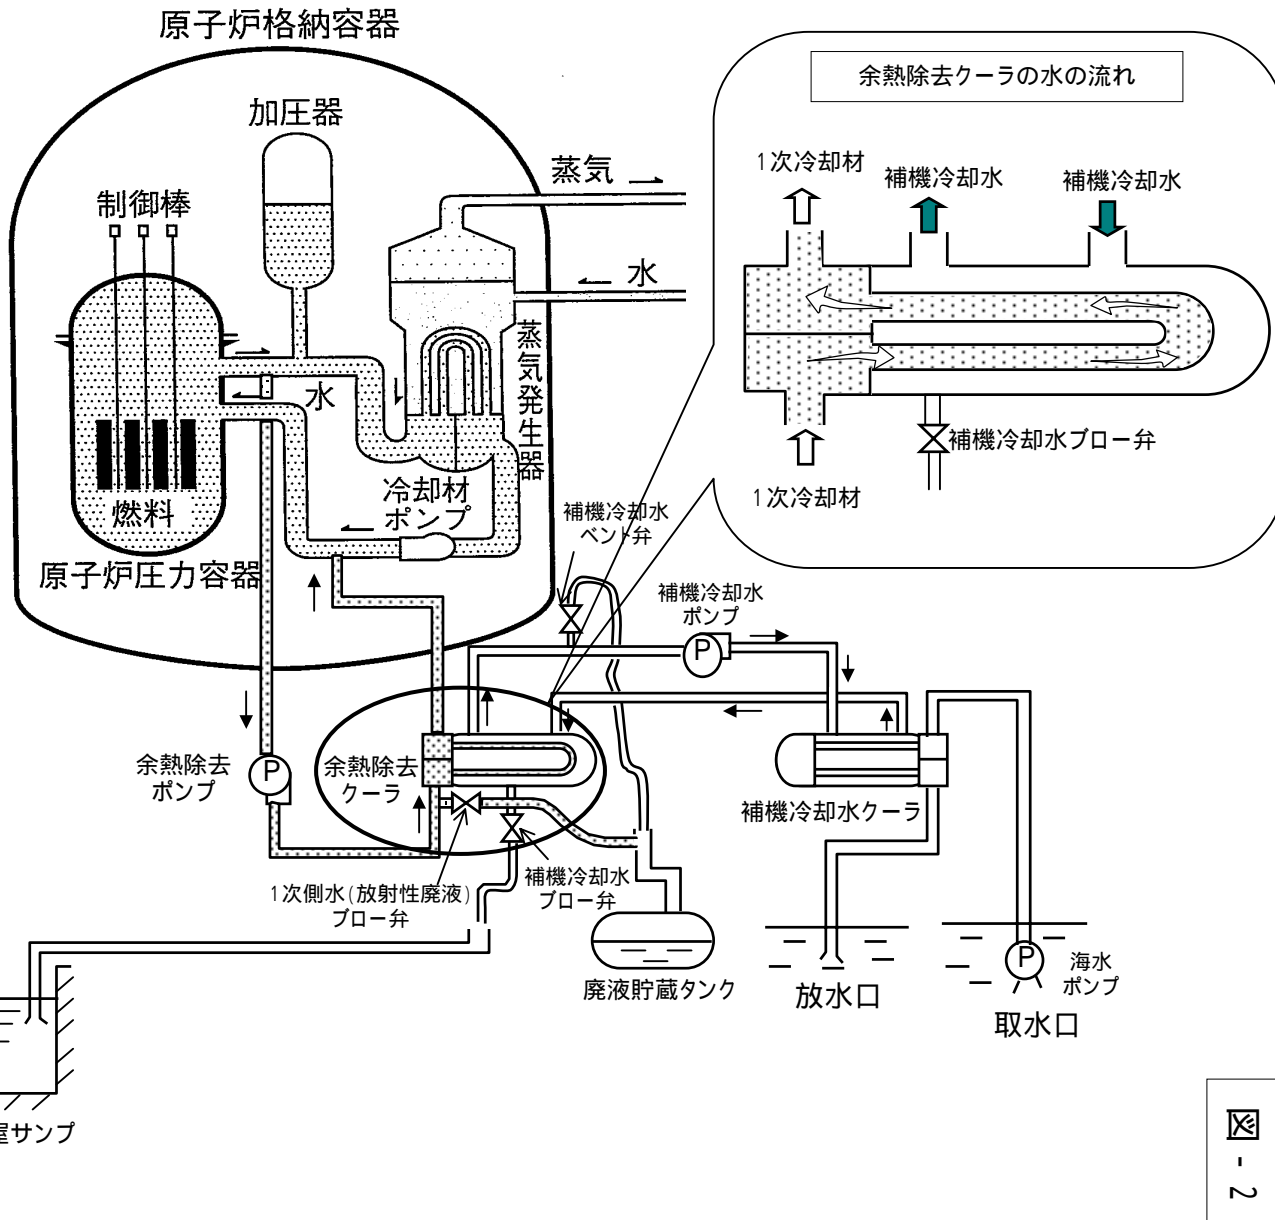 原子炉格納容器
加圧器
制御棒
蒸気
水
水
蒸気発生器
燃料
冷却材
ポンプ
原子炉圧力容器
余熱除去クーラの水の流れ
1次冷却材
補機冷却水
補機冷却水
補機冷却水ブロー弁
1次冷却材
補機冷却水
ベント弁
補機冷却水
ポンプ
P
余熱除去
ポンプ
P
余熱除去
クーラ
補機冷却水クーラ
1次側水(放射性廃液)
ブロー弁
補機冷却水
ブロー弁
廃液貯蔵タンク
放水口
P
海水
ポンプ
取水口
サンプ
図-2